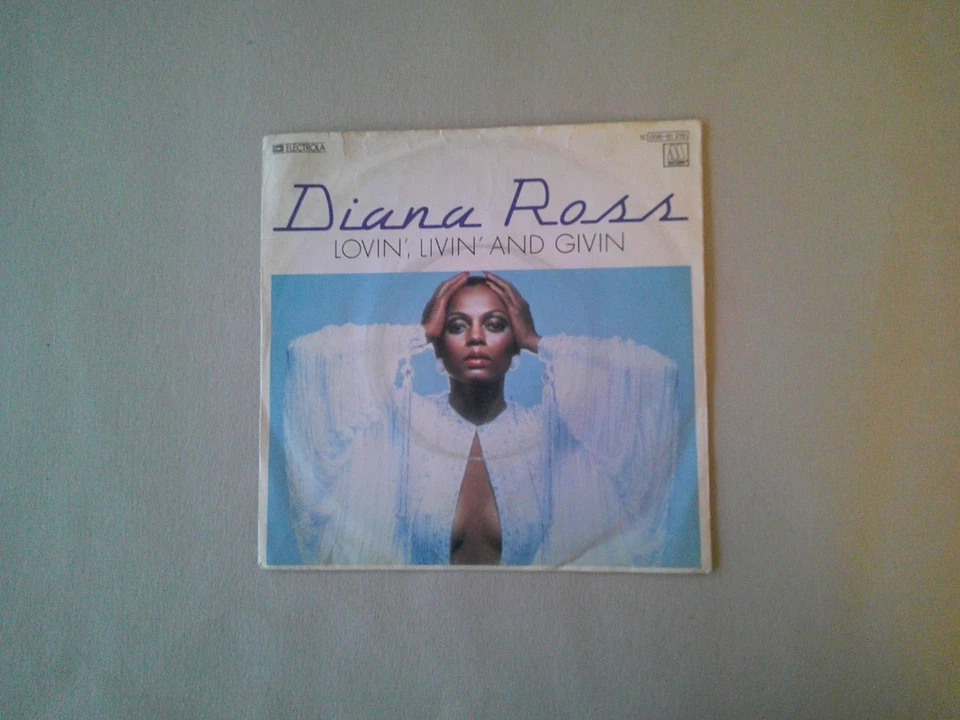 ELECTROLA
Diana Ross
LOVIN', LIVIN' AND GIVIN